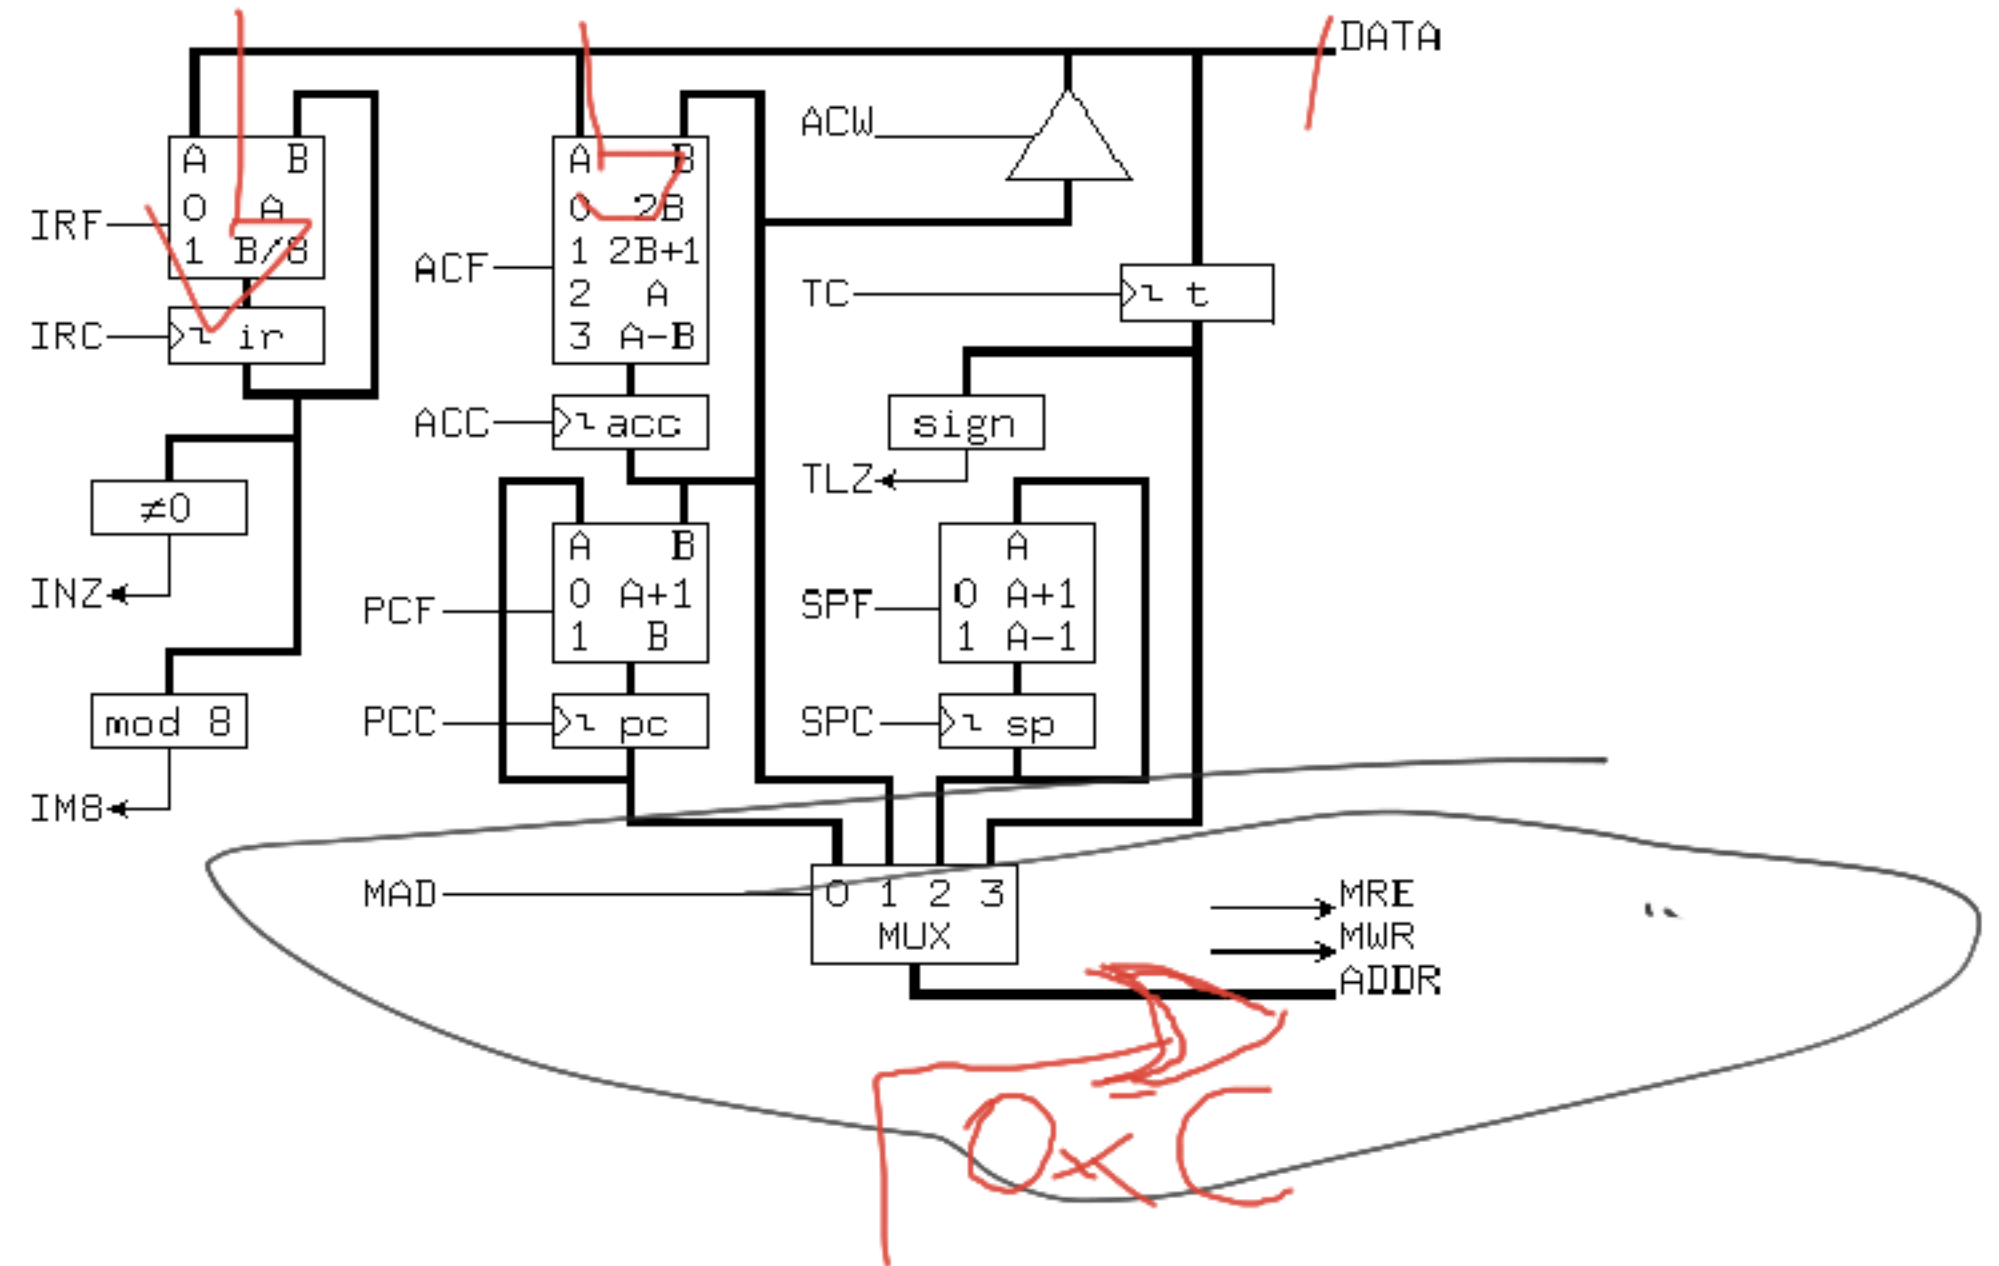 DATA
ACW
A B
0 A
1 B/8
IRF
IRC
ir
A B
0 2B
1 2B+1
2 A
3 A-B
ACF
ACC
acc
TC
t
sign
TLZ
≠0
INZ
mod 8
IM8
A B
0 A+1
1 B
PCF
PCC
pc
A
0 A+1
1 A-1
SPF
SPC
sp
MAD
0 1 2 3
MUX
MRE
MWR
ADDR
0xC